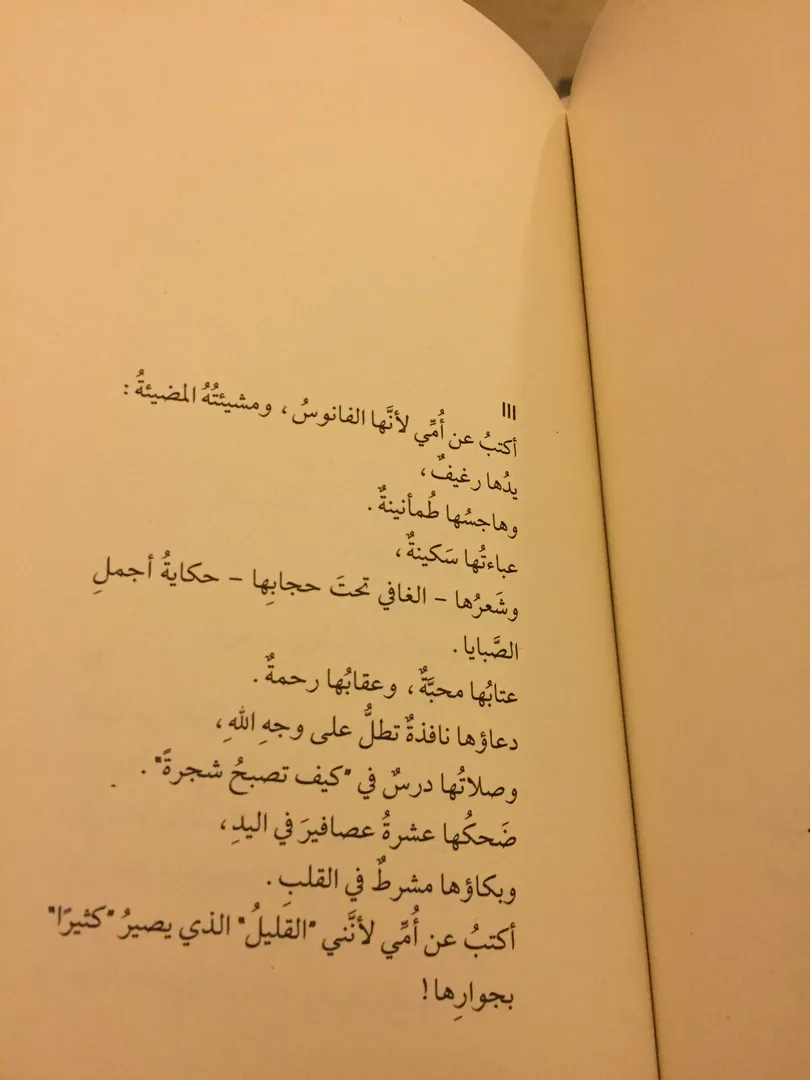 III
أكتبُ عن أُمِّي لأنَّها الفانوسُ، ومشيئتُهُ المضيئةُ:
يدُها رغيفٌ،
وهاجسُها طُمأنينةٌ.
عباءتُها سَكينةٌ،
وشَعرُها – الغافي تحتَ حجابِها – حكايةُ أجملِ
الصَّبايا.
عتابُها محبَّةٌ، وعقابُها رحمةٌ.
دعاؤها نافذةٌ تطلُّ على وجهِ اللهِ،
وصلاتُها درسٌ في "كيف تصبحُ شجرةً".
ضَحكُها عشرةُ عصافيرَ في اليدِ،
وبكاؤها مشرطٌ في القلبِ.
أكتبُ عن أُمِّي لأنَّني "القليلُ" الذي يصيرُ "كثيرًا"
بجوارِها!